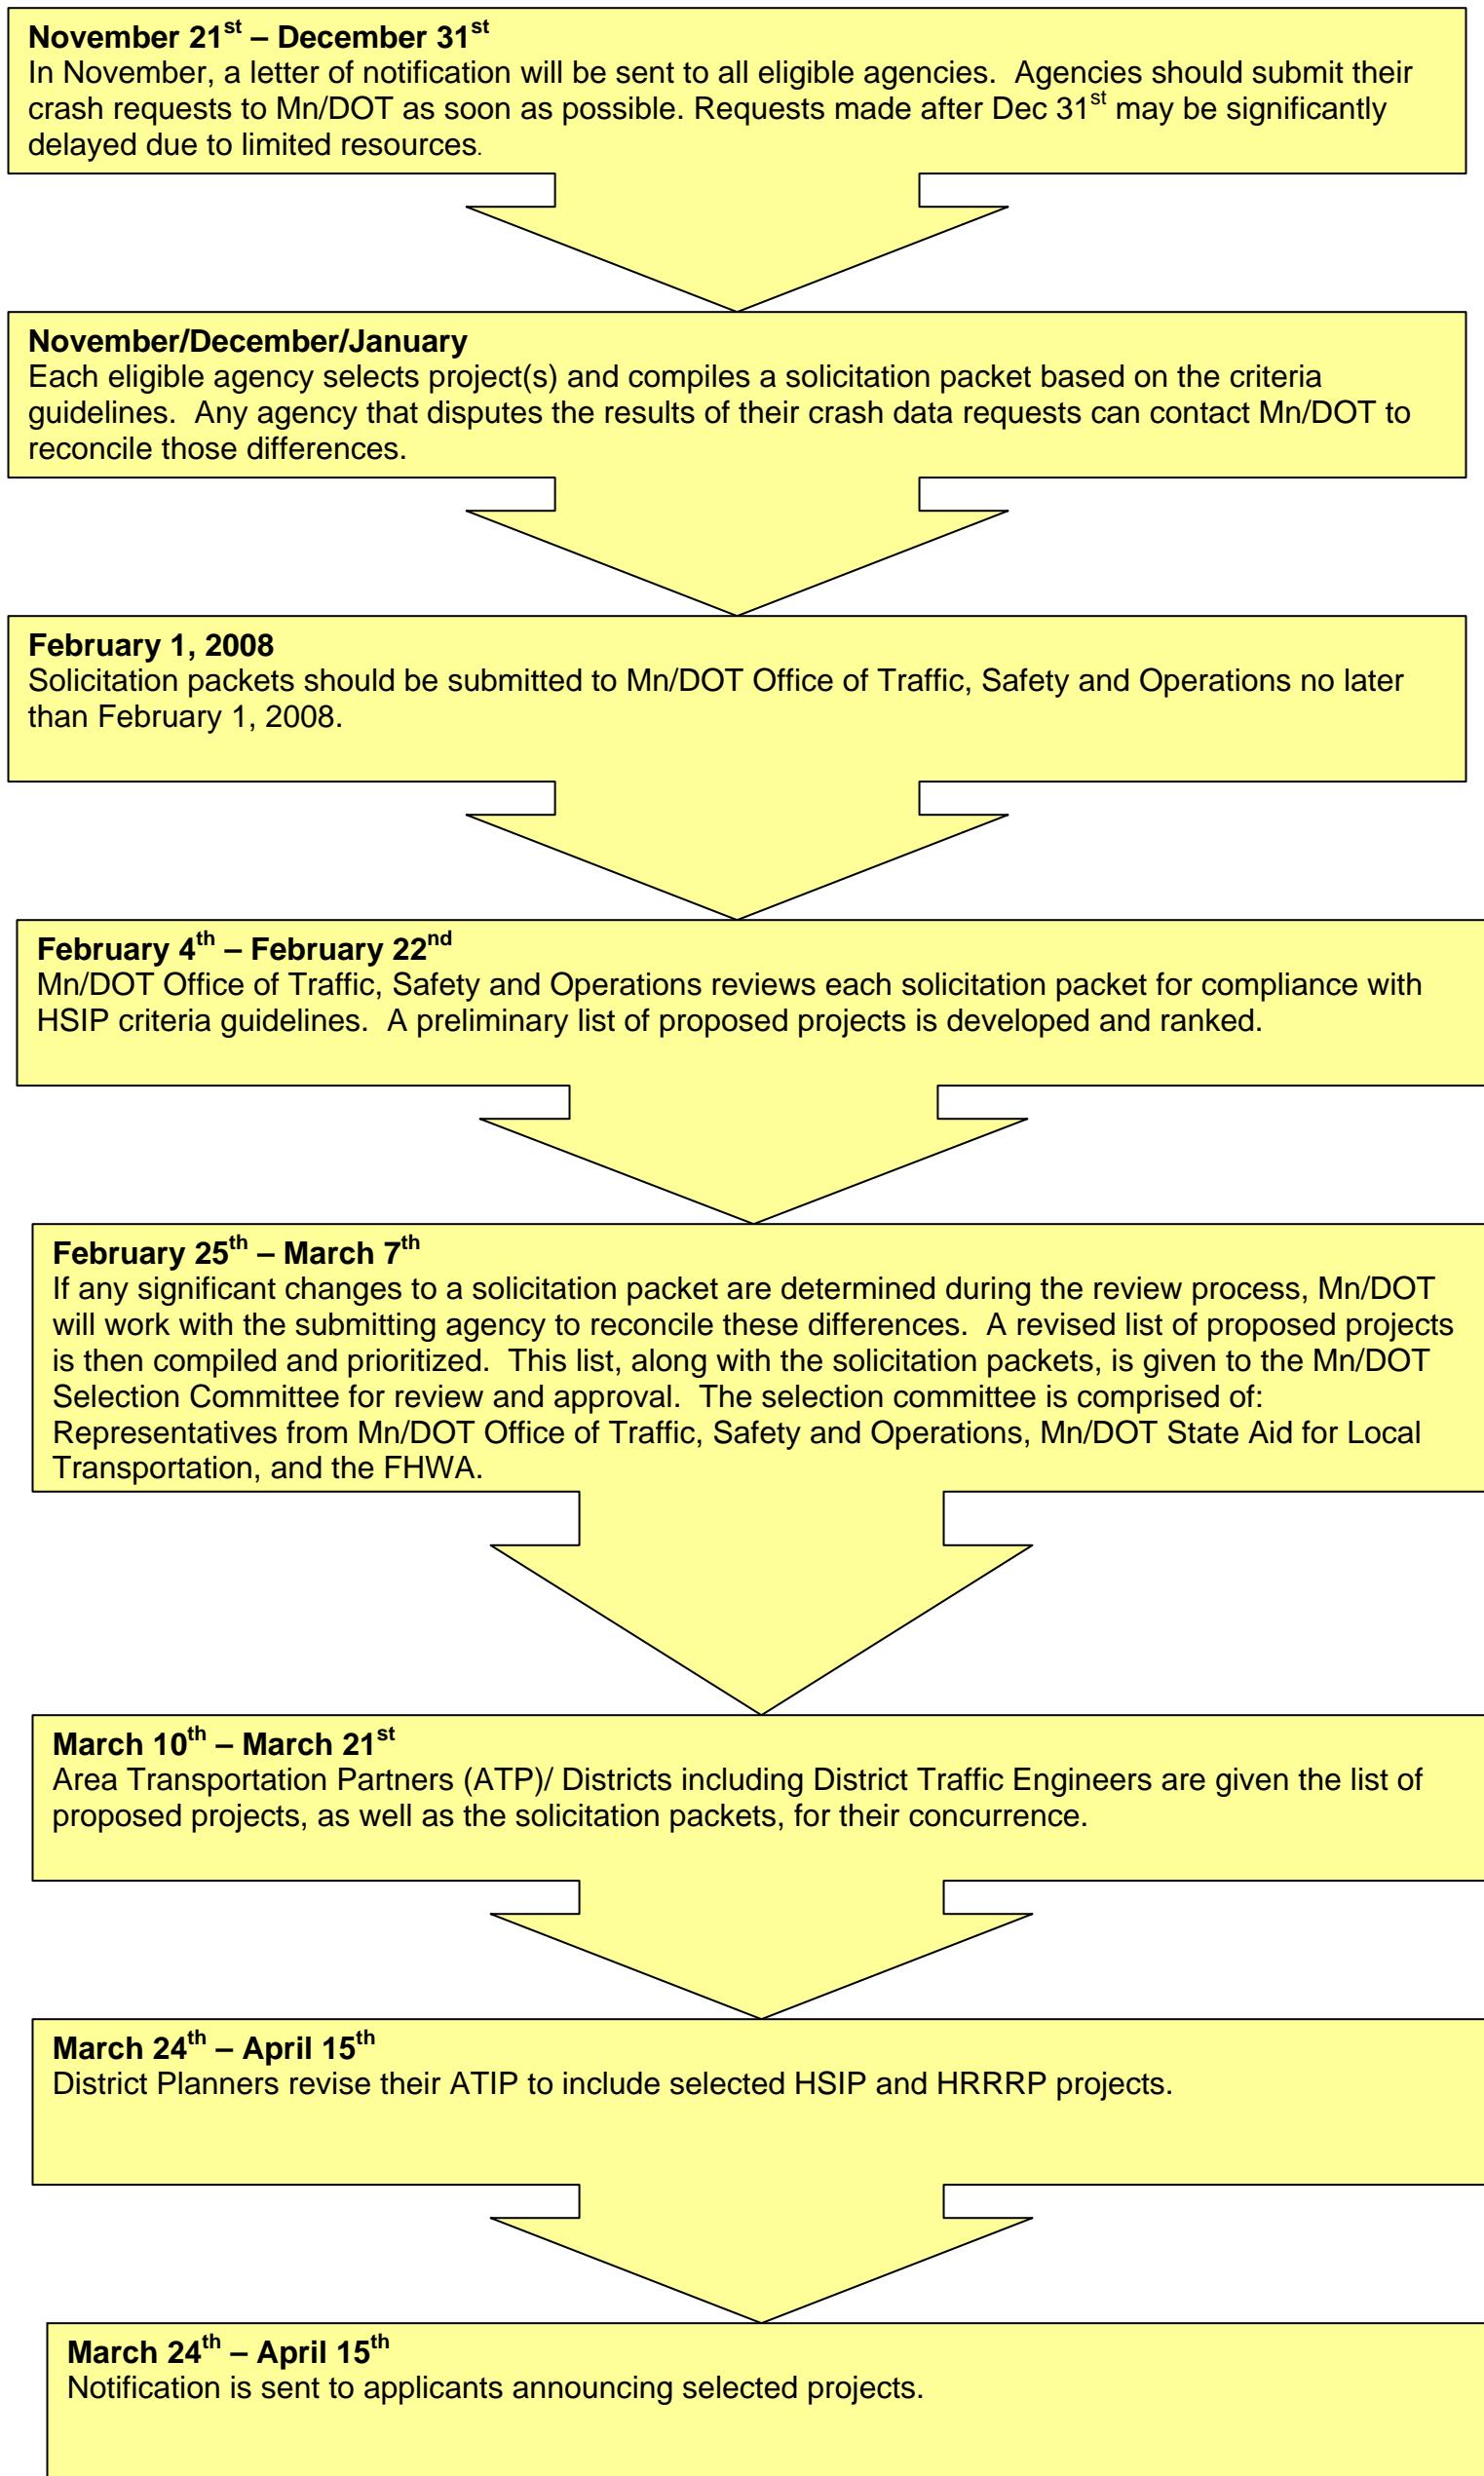 November 21st – December 31st
In November, a letter of notification will be sent to all eligible agencies.  Agencies should submit their
crash requests to Mn/DOT as soon as possible. Requests made after Dec 31st may be significantly
delayed due to limited resources.
November/December/January
Each eligible agency selects project(s) and compiles a solicitation packet based on the criteria
guidelines.  Any agency that disputes the results of their crash data requests can contact Mn/DOT to
reconcile those differences.
February 1, 2008
Solicitation packets should be submitted to Mn/DOT Office of Traffic, Safety and Operations no later
than February 1, 2008.
February 4th – February 22nd
Mn/DOT Office of Traffic, Safety and Operations reviews each solicitation packet for compliance with
HSIP criteria guidelines.  A preliminary list of proposed projects is developed and ranked.
February 25th – March 7th
If any significant changes to a solicitation packet are determined during the review process, Mn/DOT
will work with the submitting agency to reconcile these differences.  A revised list of proposed projects
is then compiled and prioritized.  This list, along with the solicitation packets, is given to the Mn/DOT
Selection Committee for review and approval.  The selection committee is comprised of:
Representatives from Mn/DOT Office of Traffic, Safety and Operations, Mn/DOT State Aid for Local
Transportation, and the FHWA.
March 10th – March 21st
Area Transportation Partners (ATP)/ Districts including District Traffic Engineers are given the list of
proposed projects, as well as the solicitation packets, for their concurrence.
March 24th – April 15th
District Planners revise their ATIP to include selected HSIP and HRRRP projects.
March 24th – April 15th
Notification is sent to applicants announcing selected projects.